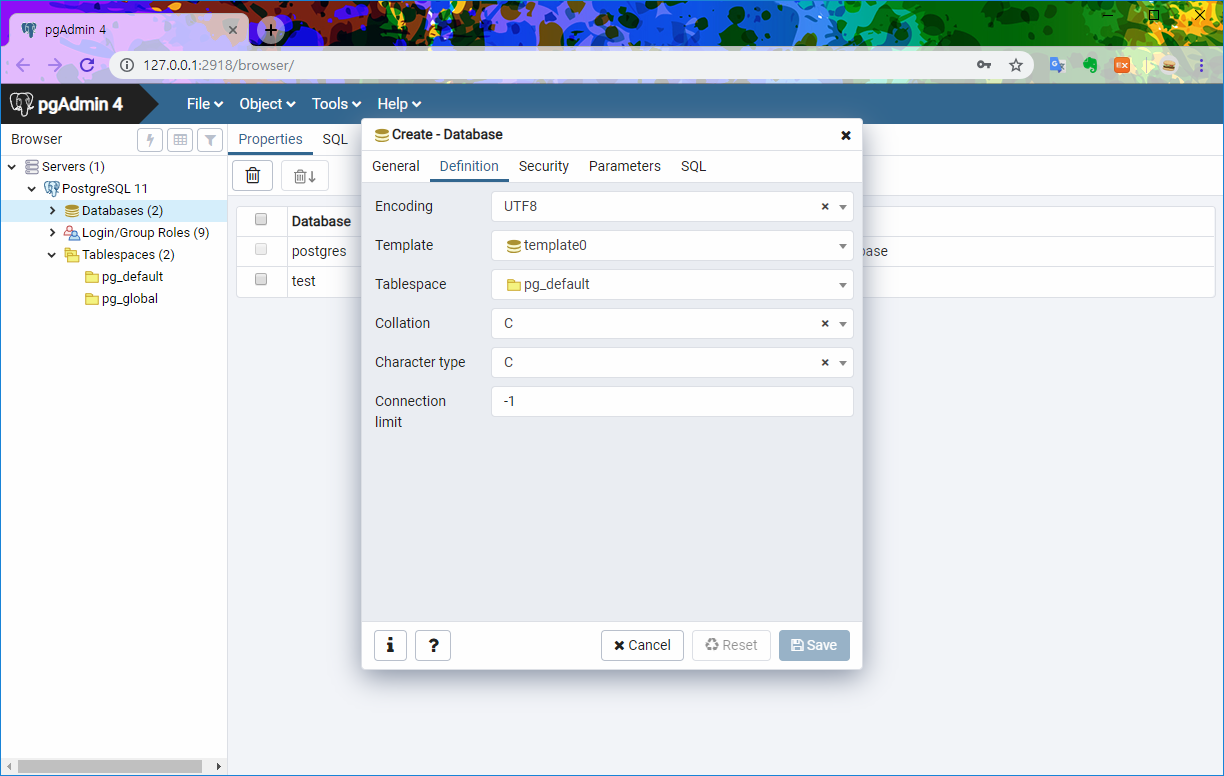 pgAdmin 4
127.0.0.1:2918/browser/
pgAdmin 4
File
Object
Tools
Help
Browser
Properties
SQL
Servers (1)
PostgreSQL 11
Databases (2)
Login/Group Roles (9)
Tablespaces (2)
pg_default
pg_global
Database
postgres
base
test
Create - Database
General
Definition
Security
Parameters
SQL
Encoding
UTF8
Template
template0
Tablespace
pg_default
Collation
C
Character type
C
Connection
limit
-1
Cancel
Reset
Save